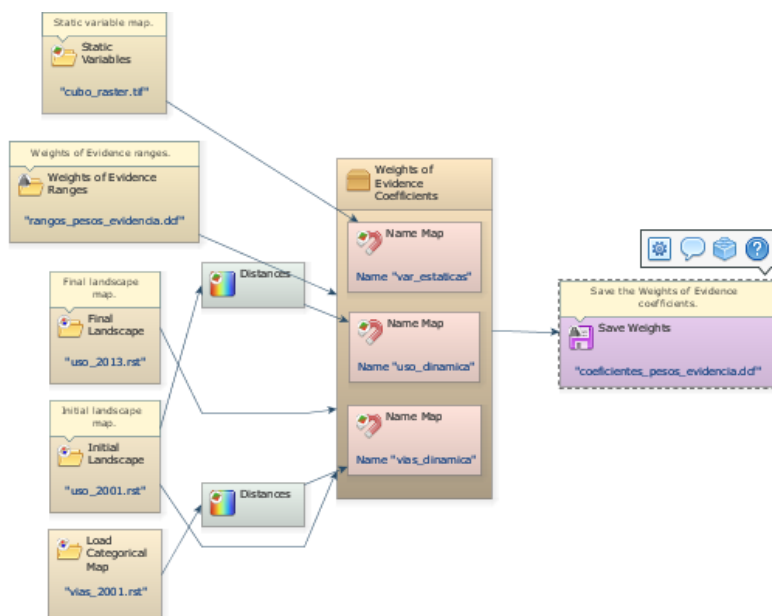 Static variable map.
Static
Variables
"cubo_raster.tif"
Weights of Evidence ranges.
Weights of Evidence
Ranges
"rangos_pesos_evidencia.dcf"
Final landscape
map.
Final
Landscape
"uso_2013.rst"
Initial landscape
map.
Initial
Landscape
"uso_2001.rst"
Load
Categorical
Map
"vias_2001.rst"
Distances
Distances
Weights of
Evidence
Coefficients
Name Map
Name "var_estaticas"
Name Map
Name "uso_dinamica"
Name Map
Name "vias_dinamica"
Save the Weights of Evidence
coefficients.
Save Weights
"coeficientes_pesos_evidencia.dcf"